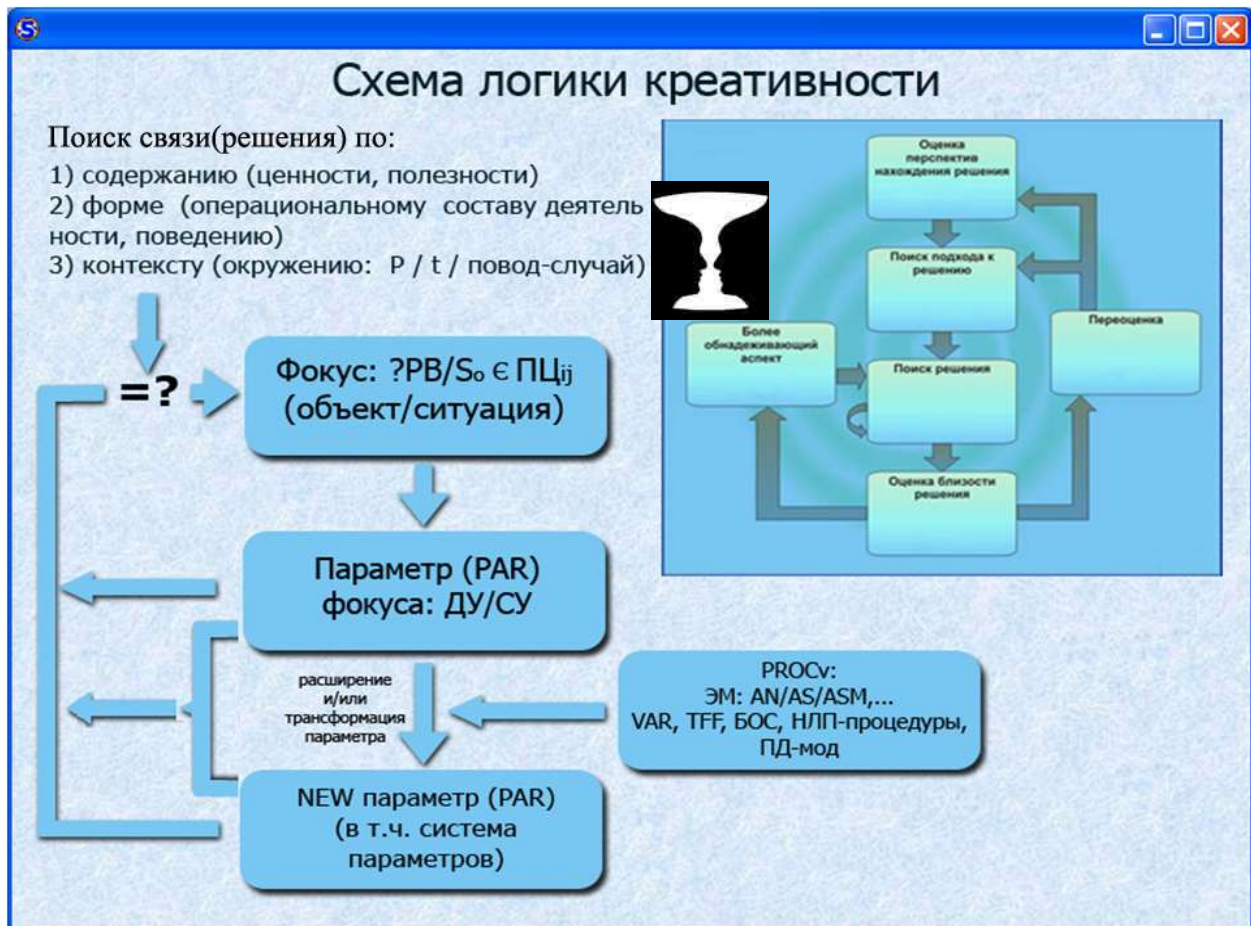 Схема логики креативности
Поиск связи(решения) по:
1) содержанию (ценности, полезности)
2) форме (операциональному составу деятель
ности, поведению)
3) контексту (окружению: P / t / повод-случай)
=?
Фокус: ?PB/Sₒ Є ПЦᵢⱼ
(объект/ситуация)
Параметр (PAR)
фокуса: ДУ/СУ
расширение
и/или
трансформация
параметра
PROCv:
ЭМ: AN/AS/ASM,...
VAR, TFF, БОС, НЛП-процедуры,
ПД-мод
NEW параметр (PAR)
(в т.ч. система
параметров)
Оценка
перспектив
нахождения решения
Поиск подхода к
решению
Более
обнадеживающий
аспект
Поиск решения
Переоценка
Оценка близости
решения